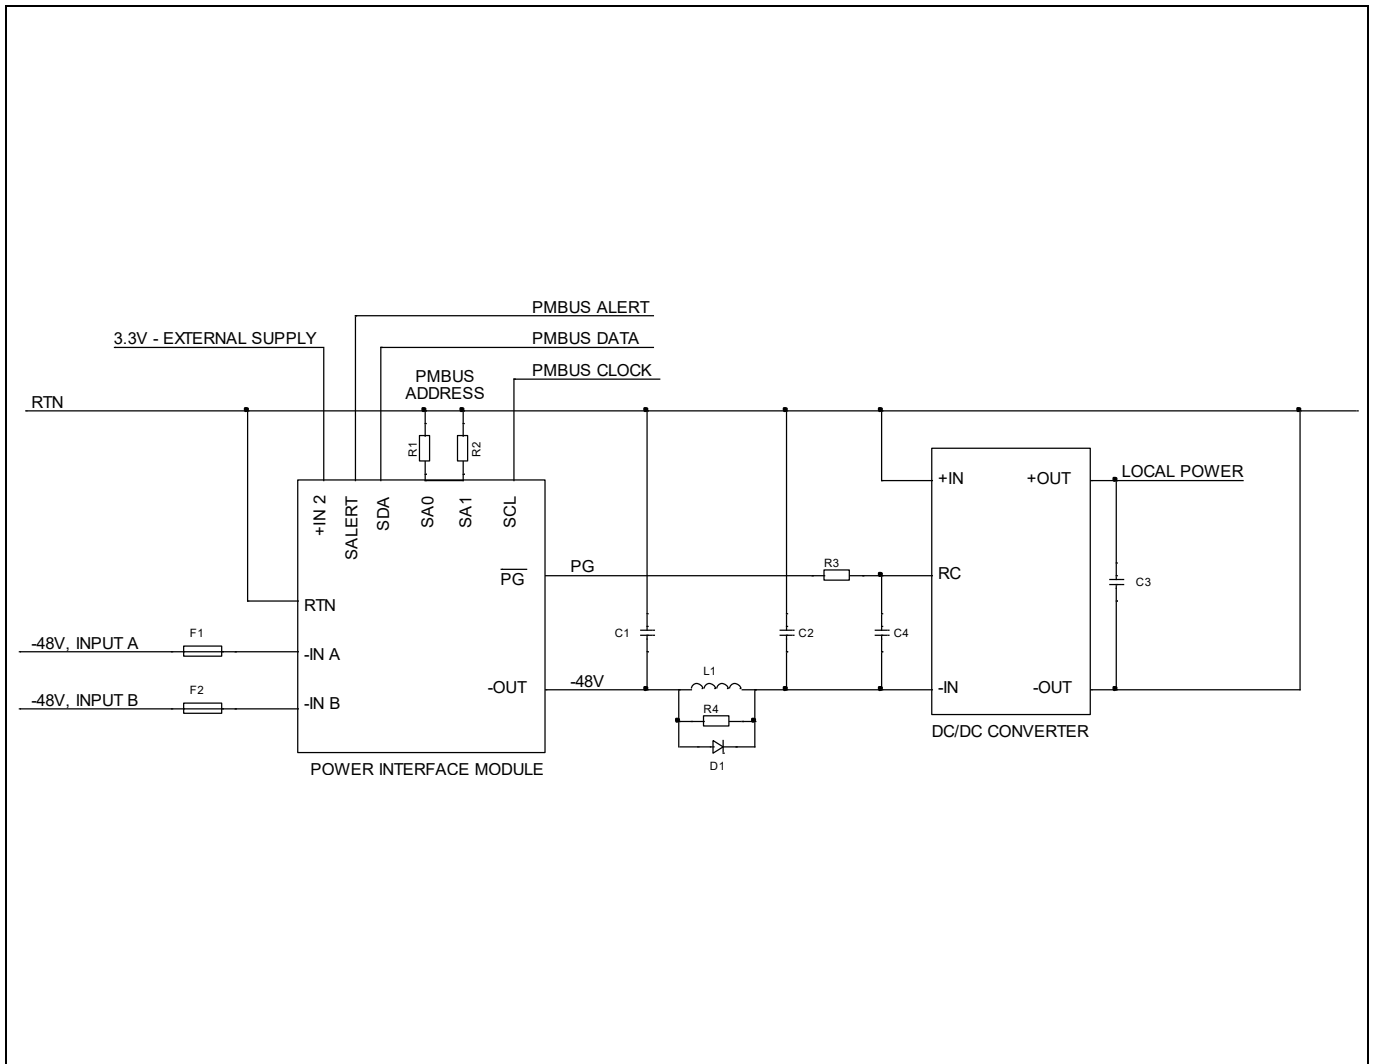 PMBUS ALERT
3.3V - EXTERNAL SUPPLY
PMBUS DATA
PMBUS CLOCK
PMBUS
ADDRESS
RTN
R1
R2
+IN 2
SALERT
SDA
SA0
SA1
SCL
+IN
+OUT
LOCAL POWER
PG
PG
R3
RC
C3
RTN
F1
-48V, INPUT A
-IN A
C1
C2
C4
F2
-48V, INPUT B
-IN B
-OUT
-48V
L1
-IN
-OUT
R4
D1
DC/DC CONVERTER
POWER INTERFACE MODULE